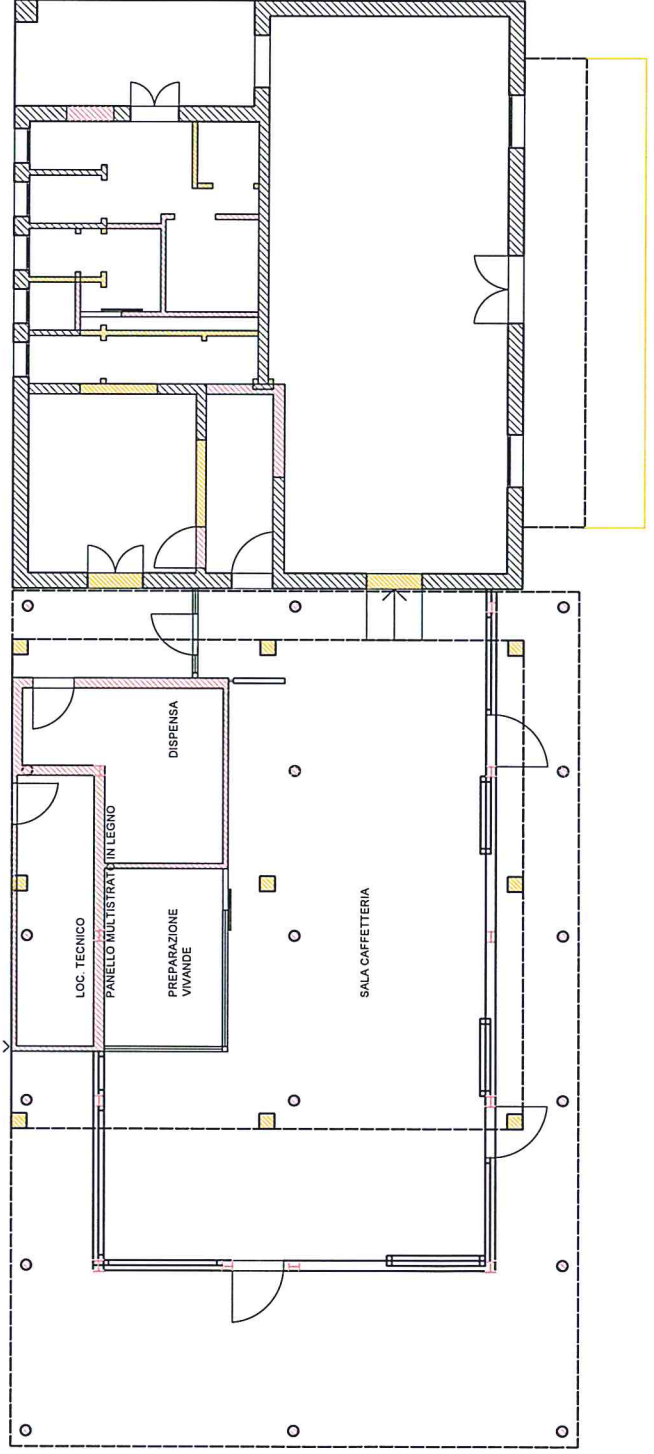 DISPENSA
PANELLO MULTISTRATO IN LEGNO
LOC. TECNICO
PREPARAZIONE
VIVANDE
SALA CAFFETTERIA